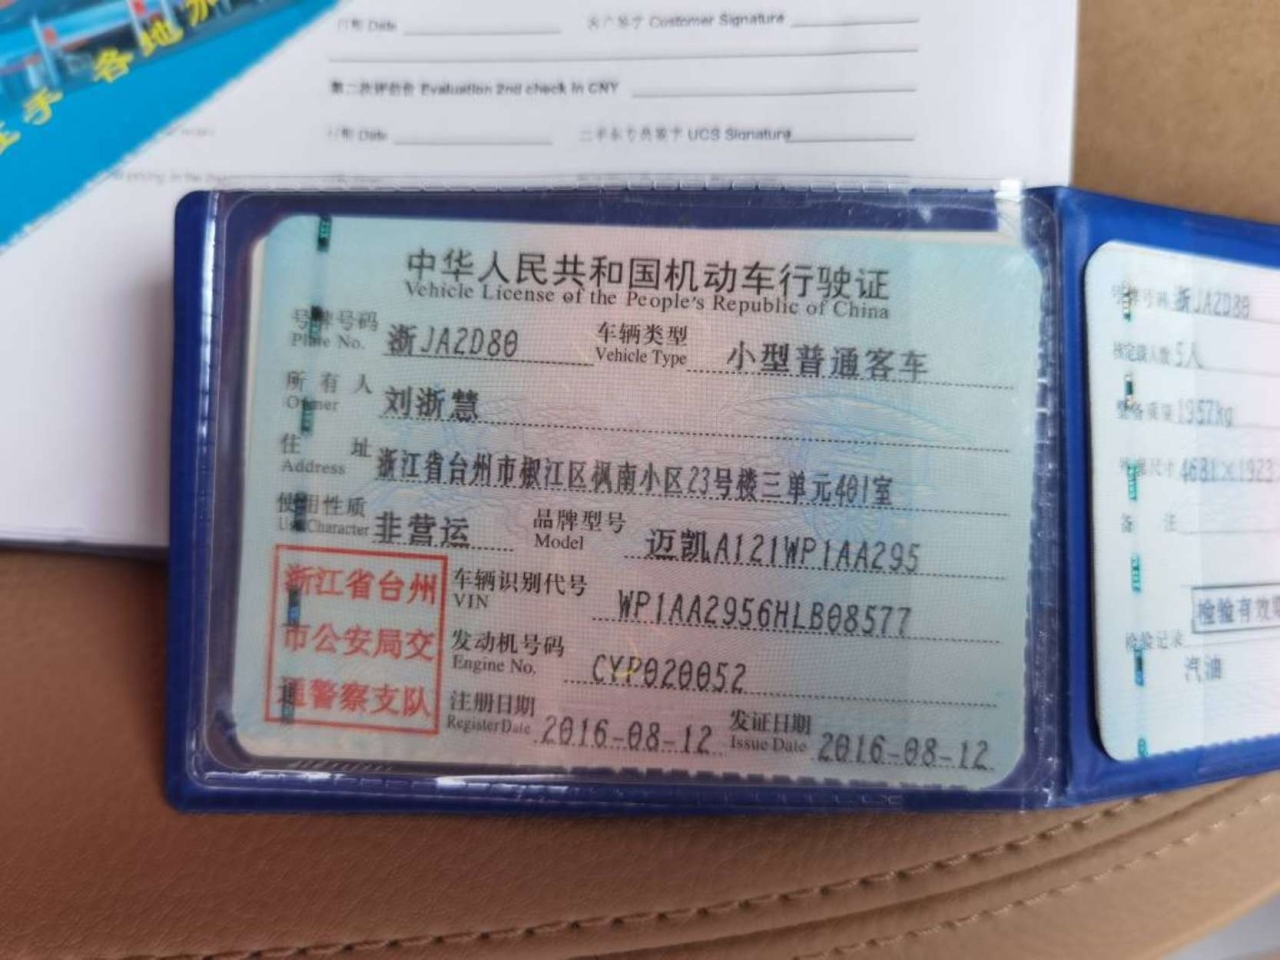 各地
王手
日期 Date 客户签字 Customer Signature
第二次评估价 Evaluation 2nd check in CNY
日期 Date 二手车专员签字 UCS Signature
中华人民共和国机动车行驶证
Vehicle License of the People's Republic of China
号牌号码 浙JA2D80 车辆类型 小型普通客车
Plate No. Vehicle Type
所有人 刘浙慧
Owner
住址 浙江省台州市椒江区枫南小区23号楼三单元401室
Address
使用性质 非营运 品牌型号 迈凯A121WP1AA295
Use Character Model
浙江省台州
市公安局交
通警察支队
车辆识别代号 WP1AA2956HLB08577
VIN
发动机号码 CYP020052
Engine No.
注册日期 2016-08-12 发证日期 2016-08-12
Register Date Issue Date
号牌号码 浙JA2D80
核定载人数 5人
整备质量 1957kg
外廓尺寸 4681×1923
备注
检验有效期
检验记录
汽油